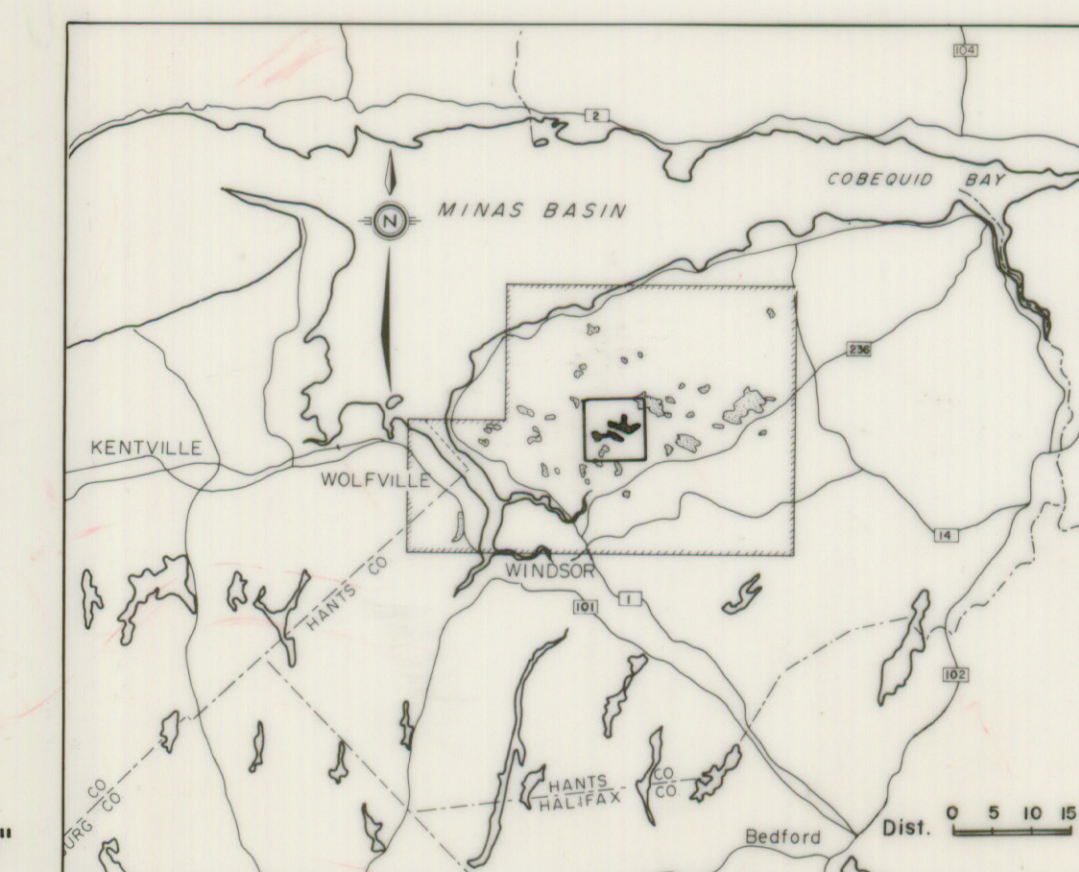 104
2
COBEQUID BAY
MINAS BASIN
N
236
KENTVILLE
WOLFVILLE
14
WINDSOR
HANTS CO
101
1
102
CO
CO
URG
HANTS CO
HALIFAX CO
Bedford
Dist. 0 5 10 15
"